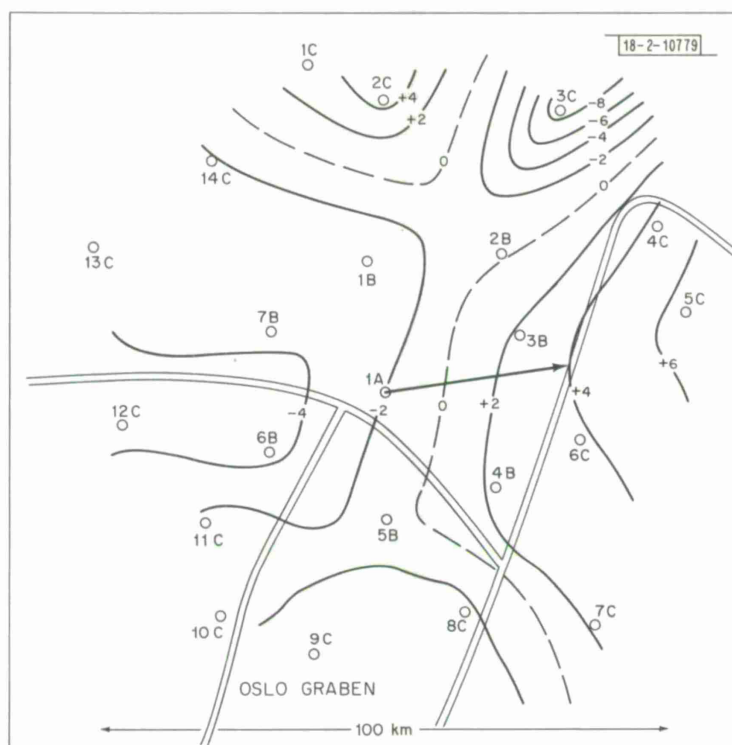 18-2-10779
1C
2C
+4
+2
3C
-8
-6
-4
-2
0
0
14C
4C
2B
13C
1B
5C
7B
3B
+6
1A
-4
-2
0
+2
+4
12C
6B
6C
4B
11C
5B
10C
8C
7C
9C
OSLO GRABEN
100 km